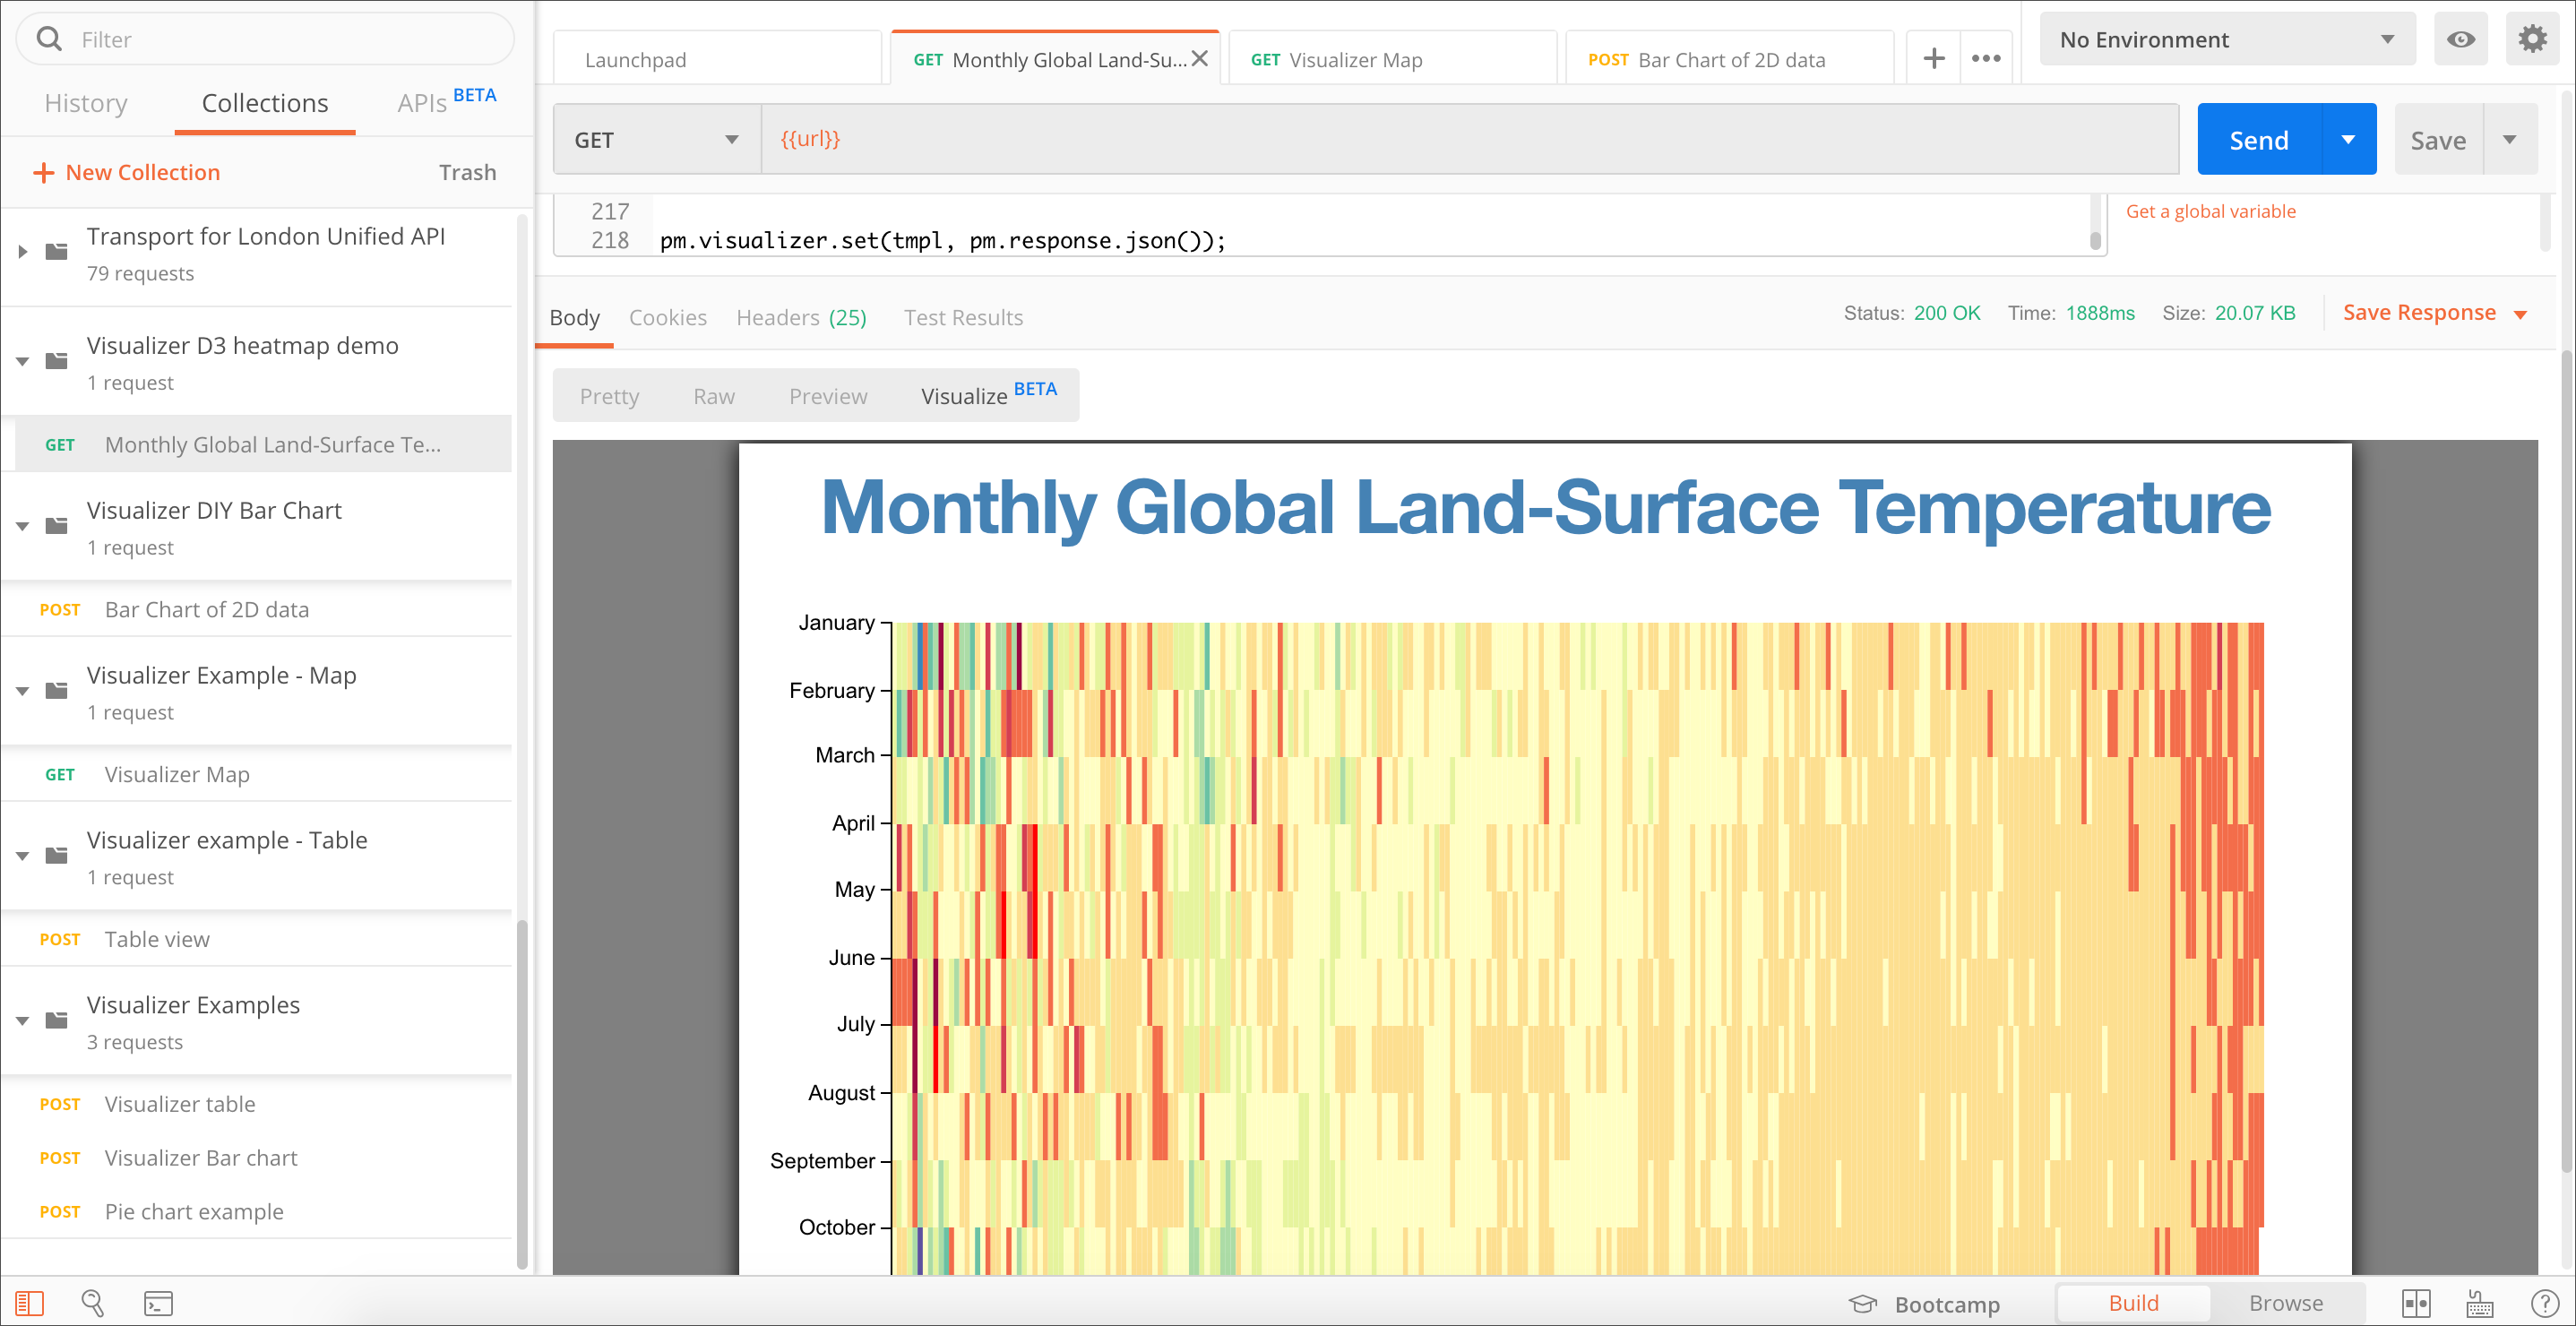 Filter
History Collections APIs BETA
New Collection Trash
Transport for London Unified API
79 requests
Visualizer D3 heatmap demo
1 request
GET Monthly Global Land-Surface Te...
Visualizer DIY Bar Chart
1 request
POST Bar Chart of 2D data
Visualizer Example - Map
1 request
GET Visualizer Map
Visualizer example - Table
1 request
POST Table view
Visualizer Examples
3 requests
POST Visualizer table
POST Visualizer Bar chart
POST Pie chart example
Launchpad GET Monthly Global Land-Su... GET Visualizer Map POST Bar Chart of 2D data No Environment
GET {{url}} Send Save
217 Get a global variable
218 pm.visualizer.set(tmpl, pm.response.json());
Body Cookies Headers (25) Test Results Status: 200 OK Time: 1888ms Size: 20.07 KB Save Response
Pretty Raw Preview Visualize BETA
Monthly Global Land-Surface Temperature
January
February
March
April
May
June
July
August
September
October
Bootcamp Build Browse